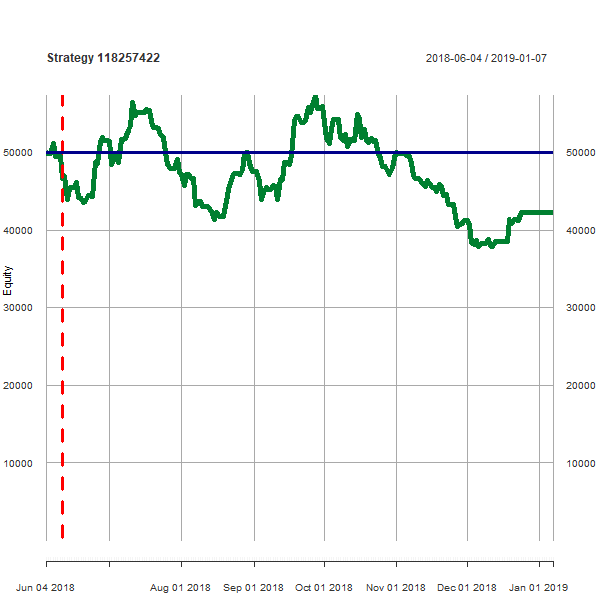 Strategy 118257422
2018-06-04 / 2019-01-07
50000
50000
40000
40000
Equity
30000
30000
20000
20000
10000
10000
Jun 04 2018
Aug 01 2018
Sep 01 2018
Oct 01 2018
Nov 01 2018
Dec 01 2018
Jan 01 2019